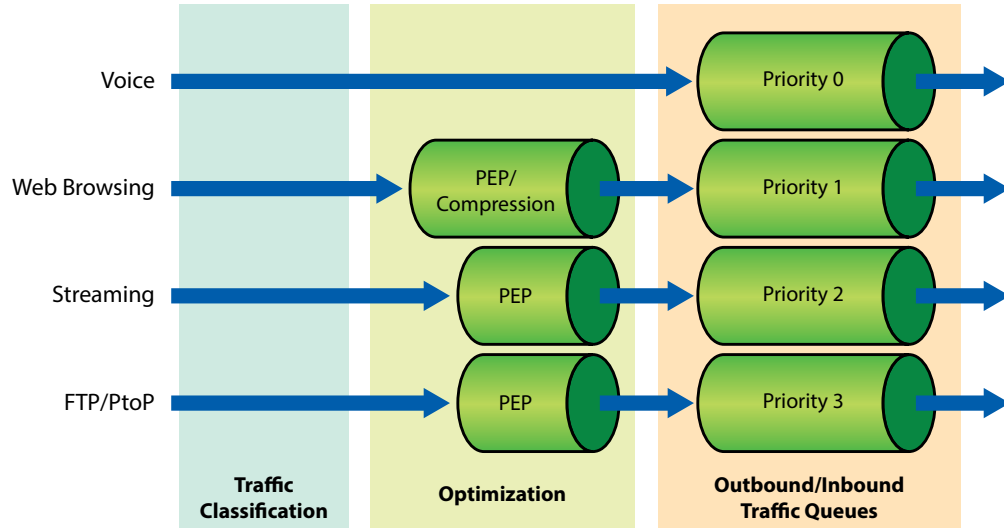 Voice
Priority 0
Web Browsing
PEP/
Compression
Priority 1
Streaming
PEP
Priority 2
FTP/PtoP
PEP
Priority 3
Traffic
Classification
Optimization
Outbound/Inbound
Traffic Queues